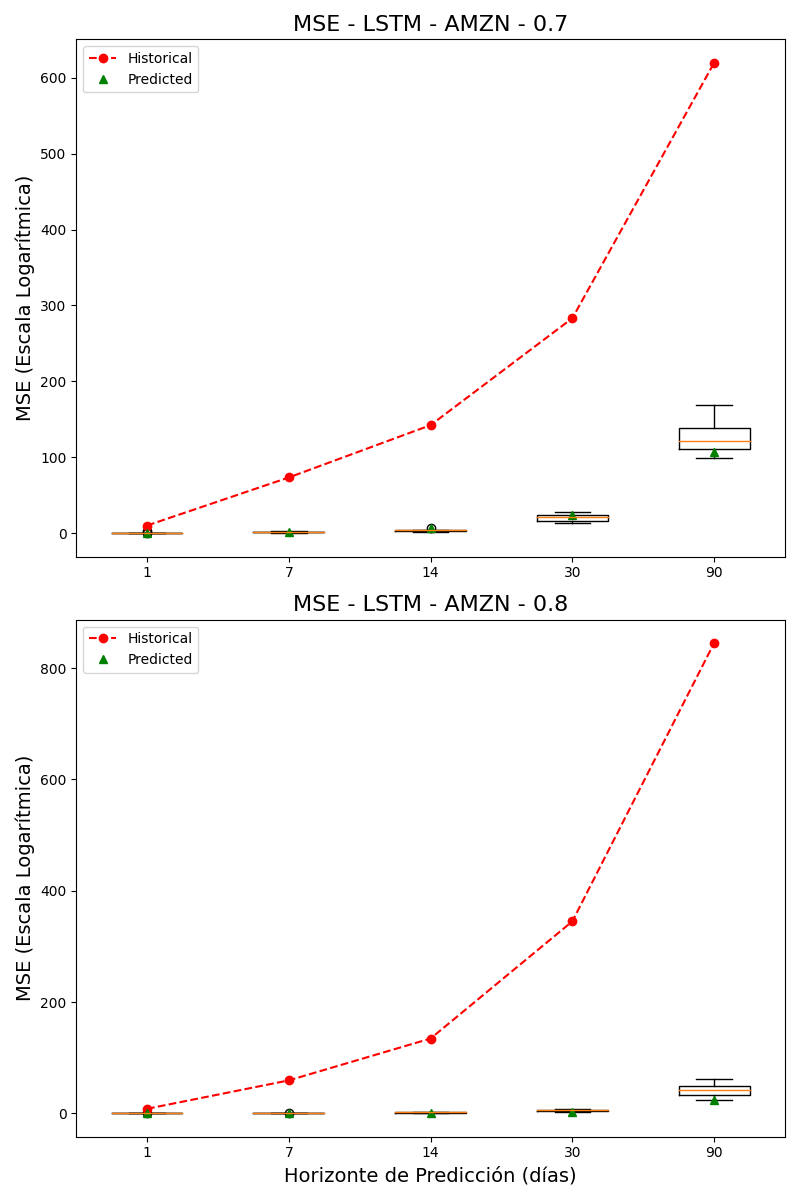 MSE - LSTM - AMZN - 0.7
Historical
Predicted
MSE (Escala Logarítmica)
600
500
400
300
200
100
0
1 7 14 30 90
MSE - LSTM - AMZN - 0.8
Historical
Predicted
MSE (Escala Logarítmica)
800
600
400
200
0
1 7 14 30 90
Horizonte de Predicción (días)